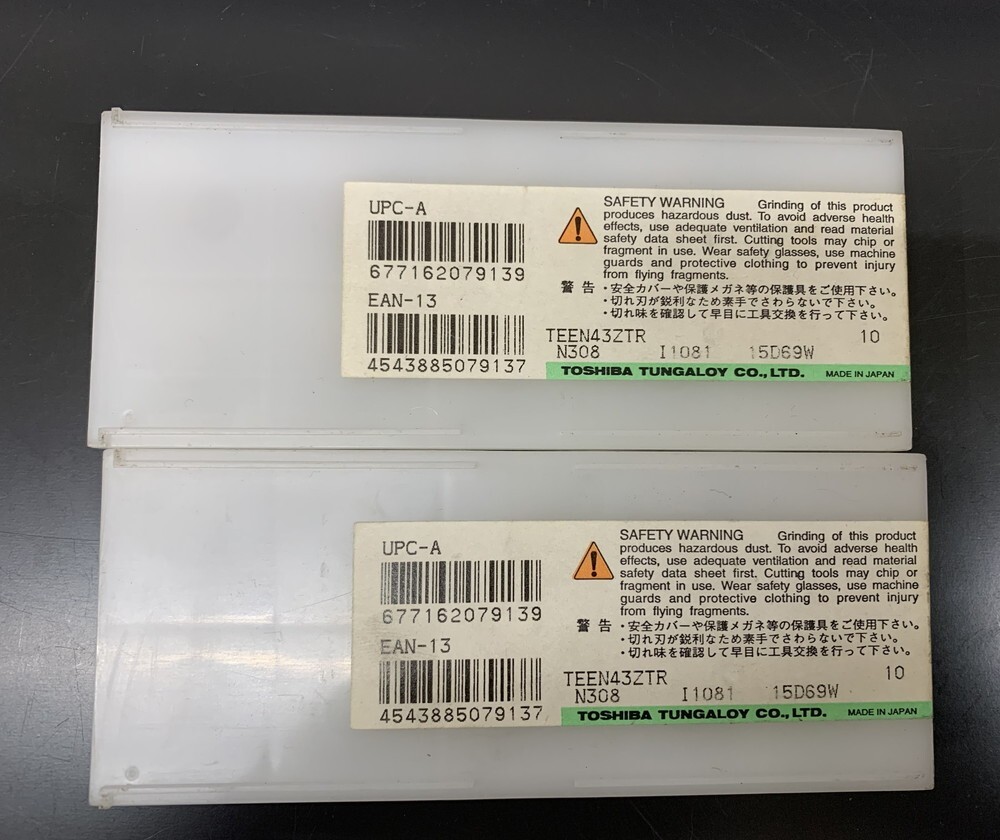 UPC-A
677162079139
EAN-13
4543885079137
SAFETY WARNING Grinding of this product
produces hazardous dust. To avoid adverse health
effects, use adequate ventilation and read material
safety data sheet first. Cutting tools may chip or
fragment in use. Wear safety glasses, use machine
guards and protective clothing to prevent injury
from flying fragments.
警告・安全カバーや保護メガネ等の保護具をご使用下さい。
・切れ刃が鋭利なため素手でさわらないで下さい。
・切れ味を確認して早目に工具交換を行って下さい。
TEEN43ZTR 10
N308 I1081 15D69W
TOSHIBA TUNGALOY CO., LTD. MADE IN JAPAN
UPC-A
677162079139
EAN-13
4543885079137
SAFETY WARNING Grinding of this product
produces hazardous dust. To avoid adverse health
effects, use adequate ventilation and read material
safety data sheet first. Cutting tools may chip or
fragment in use. Wear safety glasses, use machine
guards and protective clothing to prevent injury
from flying fragments.
警告・安全カバーや保護メガネ等の保護具をご使用下さい。
・切れ刃が鋭利なため素手でさわらないで下さい。
・切れ味を確認して早目に工具交換を行って下さい。
TEEN43ZTR 10
N308 I1081 15D69W
TOSHIBA TUNGALOY CO., LTD. MADE IN JAPAN